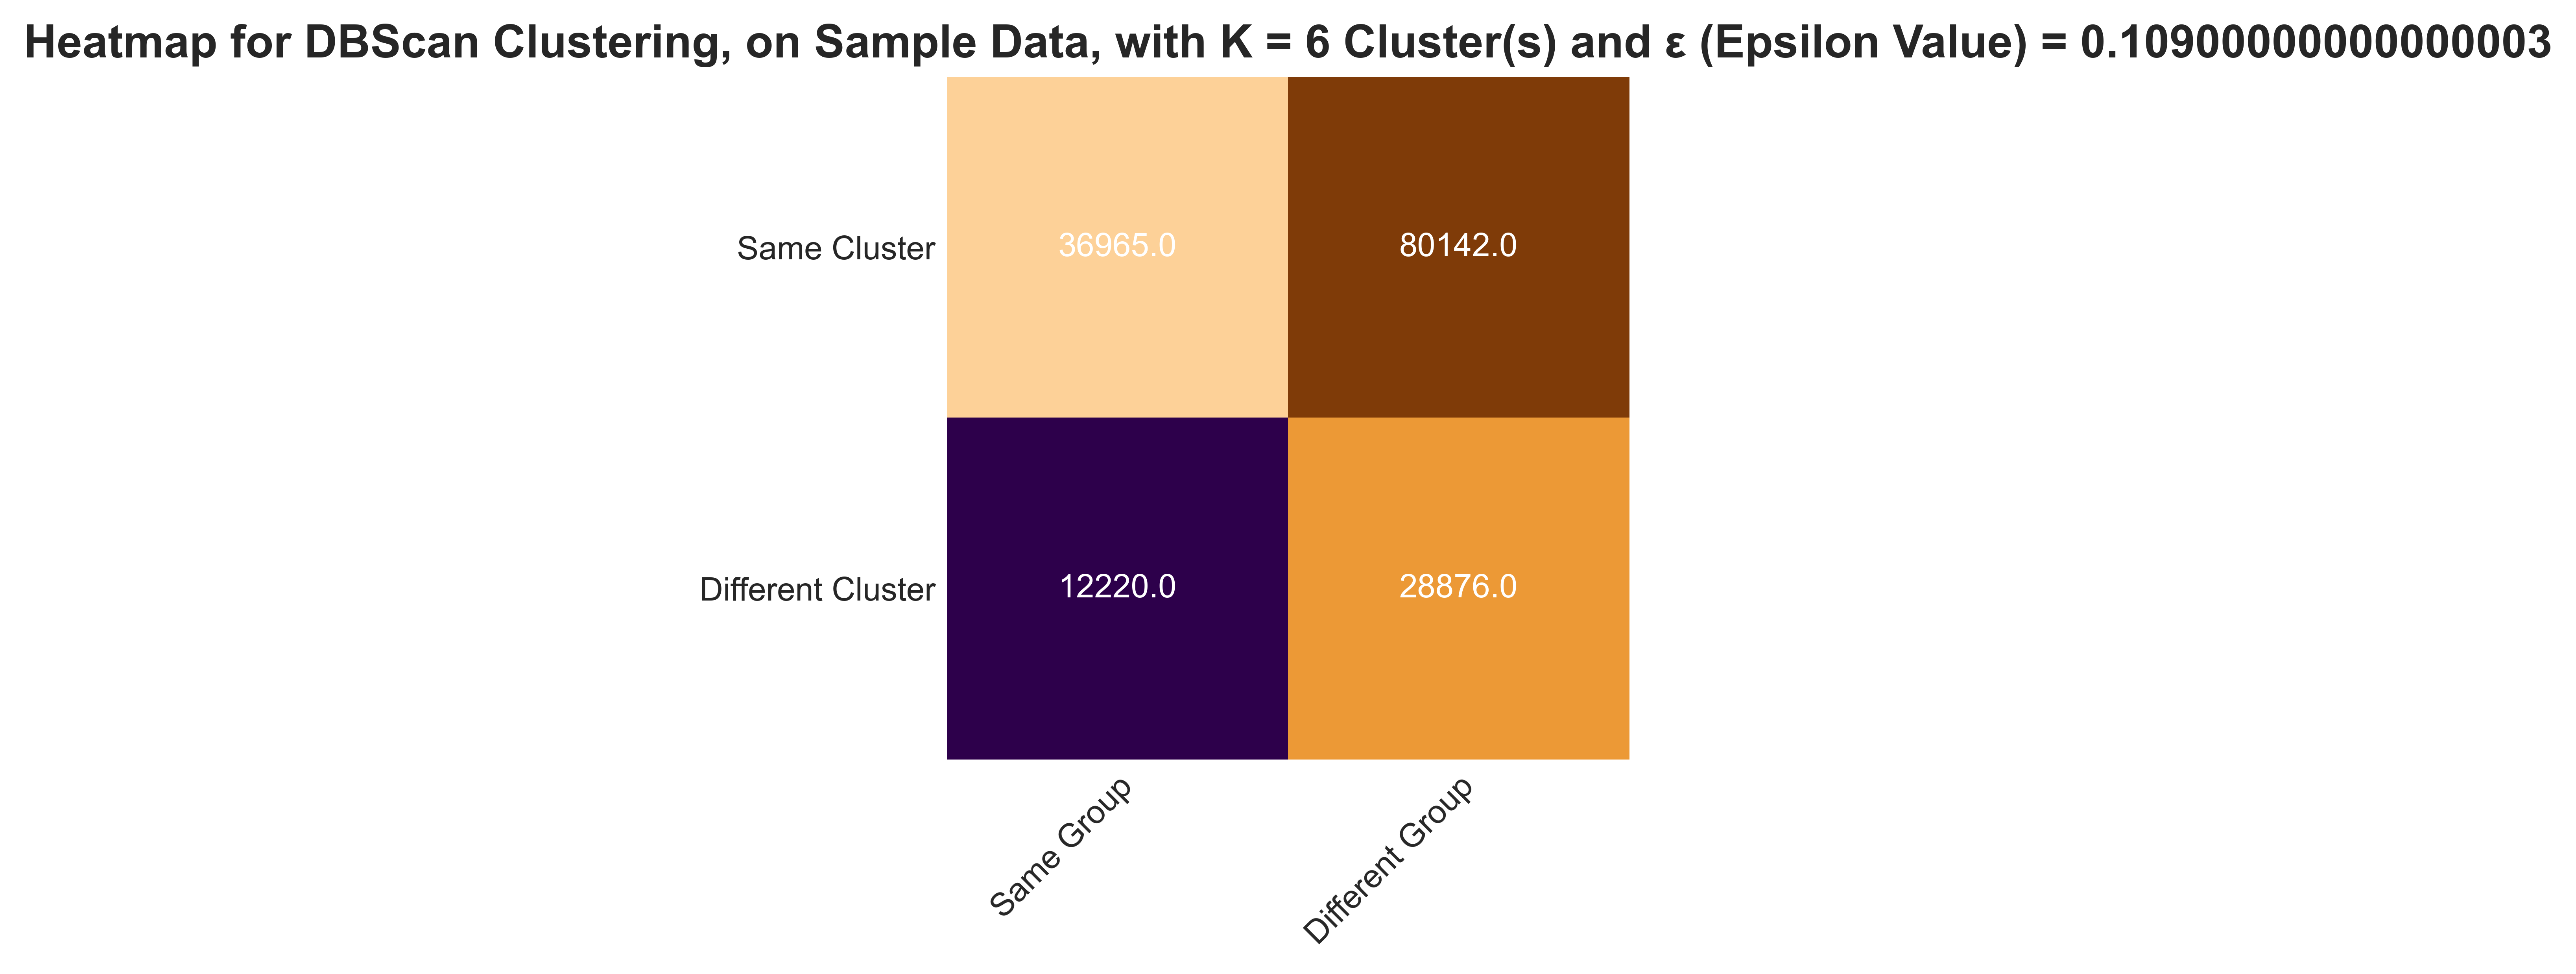 Heatmap for DBScan Clustering, on Sample Data, with K = 6 Cluster(s) and ε (Epsilon Value) = 0.10900000000000003
Same Cluster
36965.0
80142.0
Different Cluster
12220.0
28876.0
Same Group
Different Group